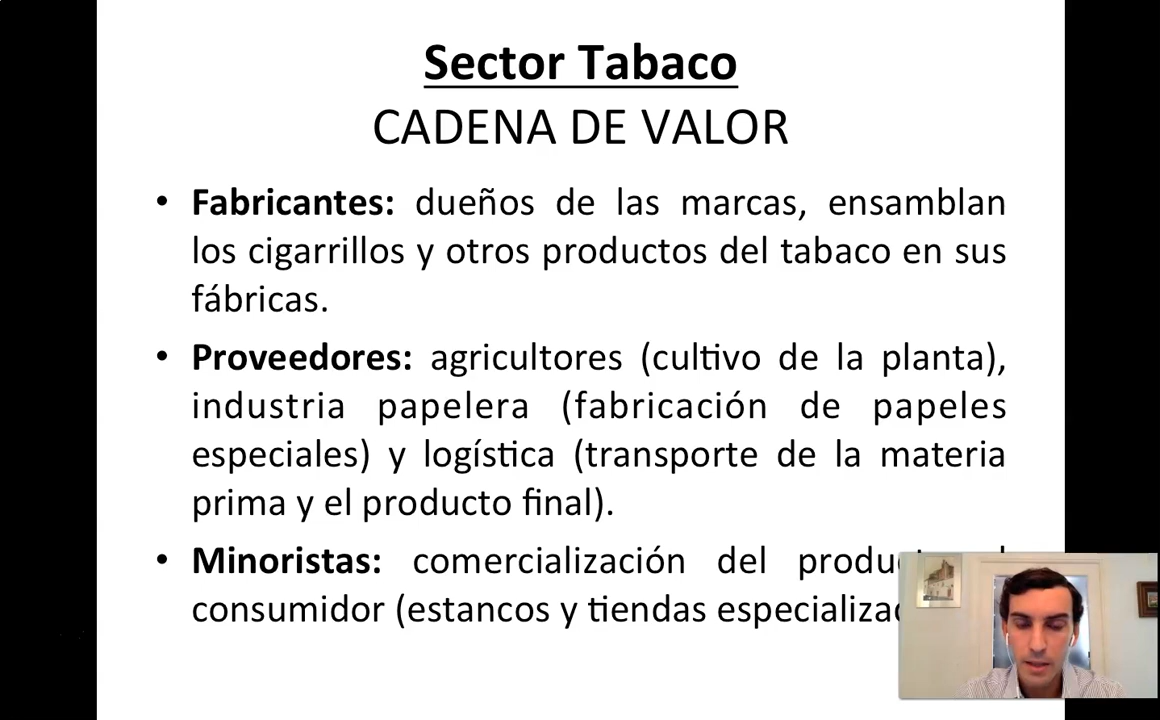 Sector Tabaco
CADENA DE VALOR
• Fabricantes: dueños de las marcas, ensamblan
los cigarrillos y otros productos del tabaco en sus
fábricas.
• Proveedores: agricultores (cultivo de la planta),
industria papelera (fabricación de papeles
especiales) y logística (transporte de la materia
prima y el producto final).
• Minoristas: comercialización del
consumidor (estancos y tiendas